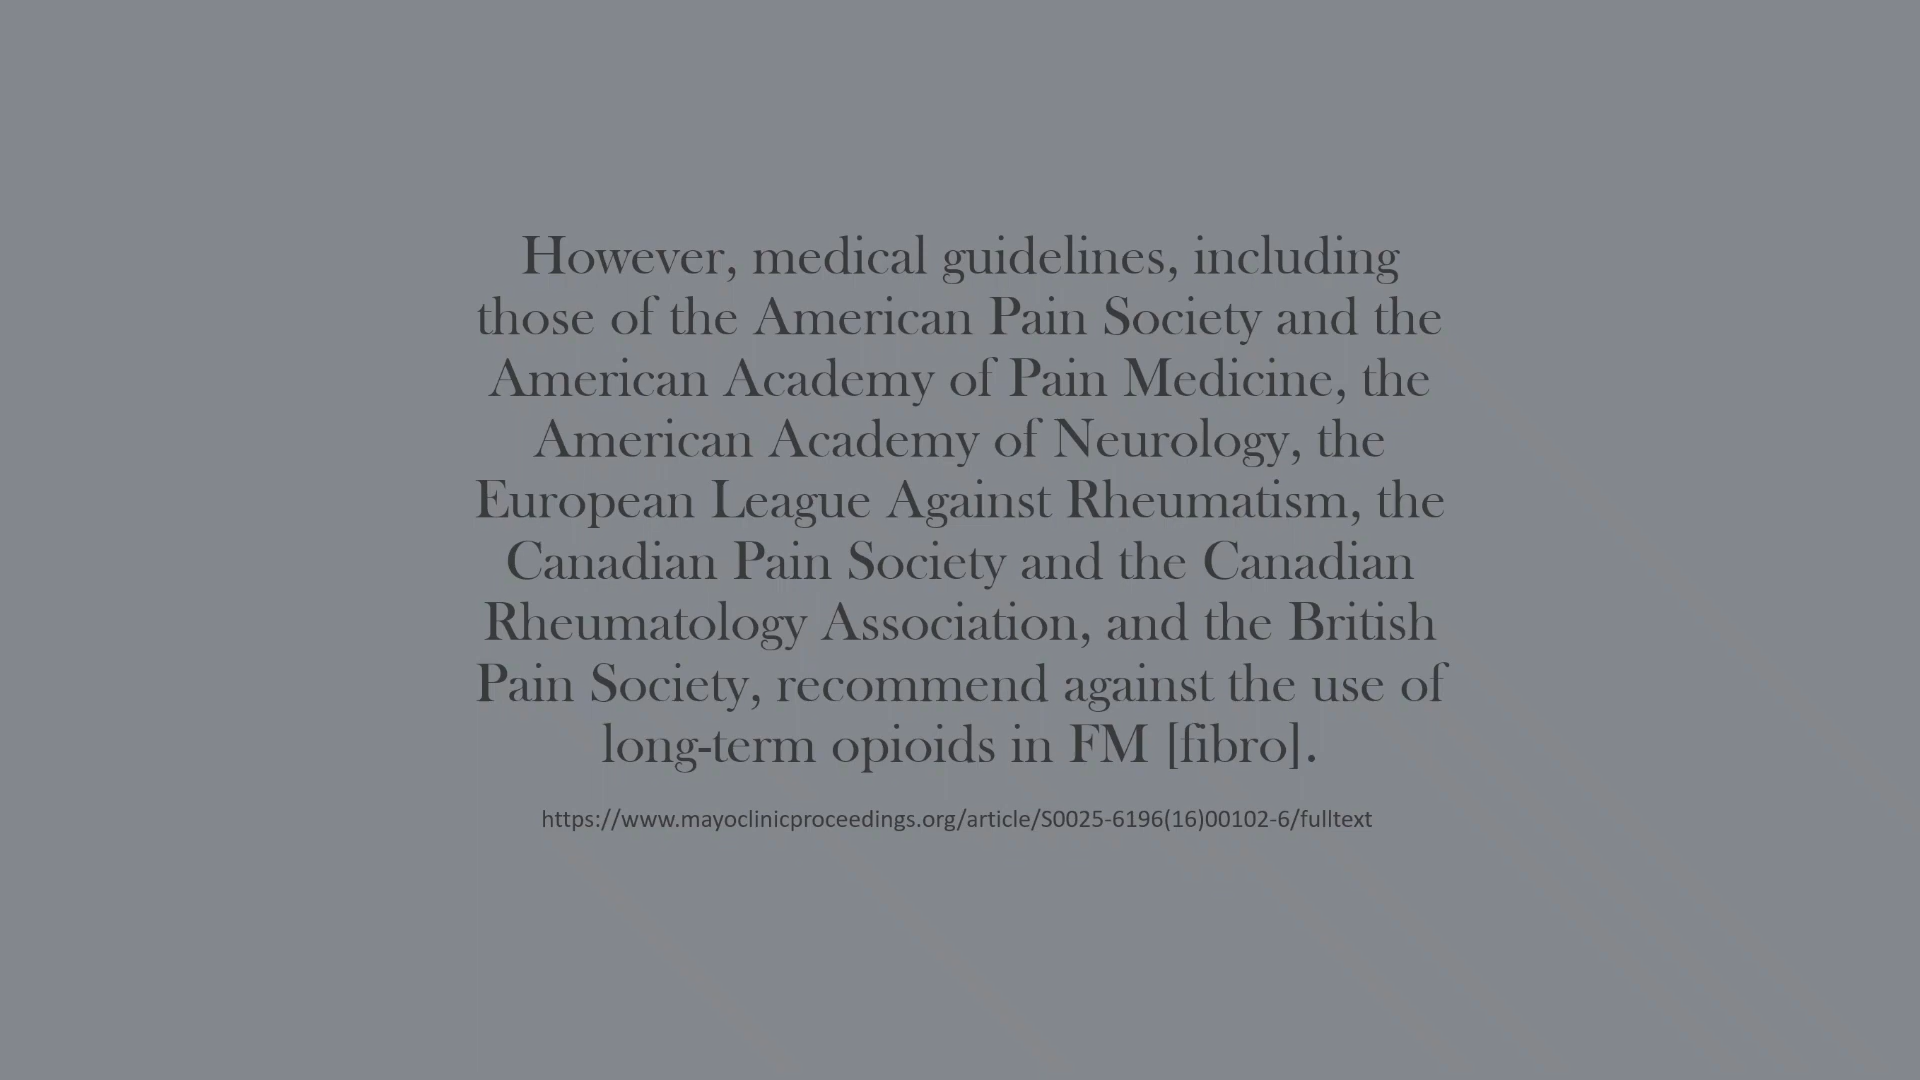 However, medical guidelines, including
those of the American Pain Society and the
American Academy of Pain Medicine, the
American Academy of Neurology, the
European League Against Rheumatism, the
Canadian Pain Society and the Canadian
Rheumatology Association, and the British
Pain Society, recommend against the use of
long-term opioids in FM [fibro].
https://www.mayoclinicproceedings.org/article/S0025-6196(16)00102-6/fulltext